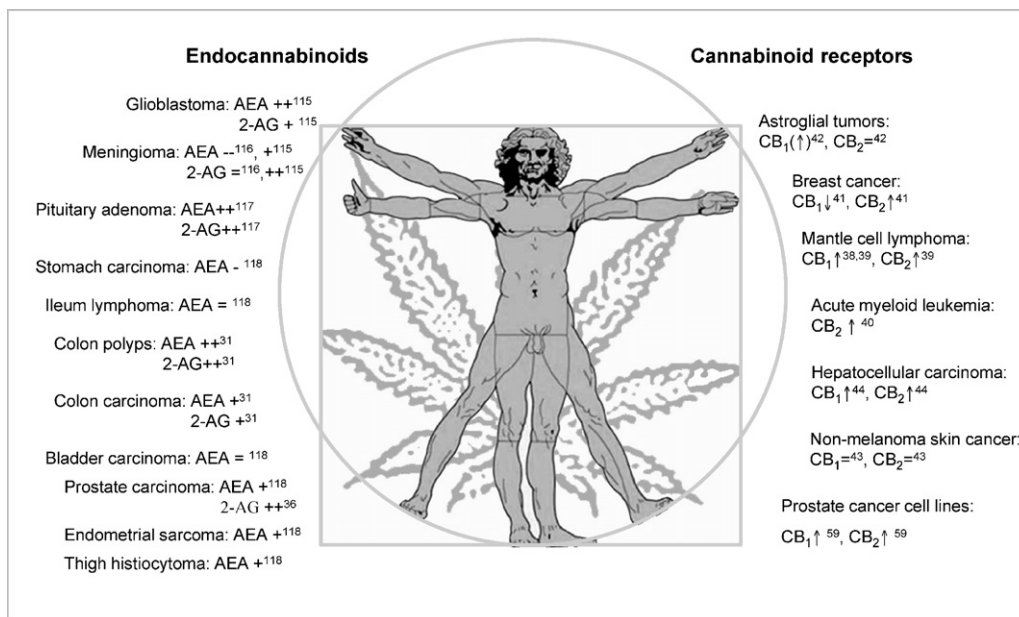 Endocannabinoids
Glioblastoma: AEA ++115
2-AG + 115
Meningioma: AEA --116, +115
2-AG =116,++115
Pituitary adenoma: AEA++117
2-AG++117
Stomach carcinoma: AEA - 118
Ileum lymphoma: AEA = 118
Colon polyps: AEA ++31
2-AG++31
Colon carcinoma: AEA +31
2-AG +31
Bladder carcinoma: AEA = 118
Prostate carcinoma: AEA +118
2-AG ++36
Endometrial sarcoma: AEA +118
Thigh histiocytoma: AEA +118
Cannabinoid receptors
Astroglial tumors:
CB1(↑)42, CB2=42
Breast cancer:
CB1↓41, CB2↑41
Mantle cell lymphoma:
CB1↑38,39, CB2↑39
Acute myeloid leukemia:
CB2 ↑ 40
Hepatocellular carcinoma:
CB1↑44, CB2↑44
Non-melanoma skin cancer:
CB1=43, CB2=43
Prostate cancer cell lines:
CB1↑ 59, CB2↑ 59